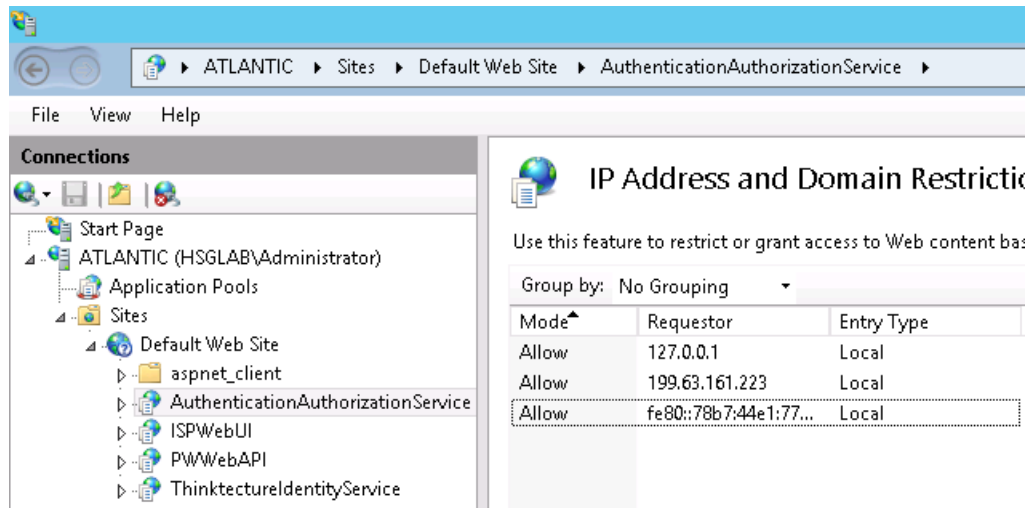 ATLANTIC Sites Default Web Site AuthenticationAuthorizationService
File View Help
Connections
Start Page
ATLANTIC (HSGLAB\Administrator)
Application Pools
Sites
Default Web Site
aspnet_client
AuthenticationAuthorizationService
ISPWebUI
PWWebAPI
ThinktectureIdentityService
IP Address and Domain Restrictic
Use this feature to restrict or grant access to Web content bas
Group by: No Grouping
Mode Requestor Entry Type
Allow 127.0.0.1 Local
Allow 199.63.161.223 Local
Allow fe80::78b7:44e1:77... Local